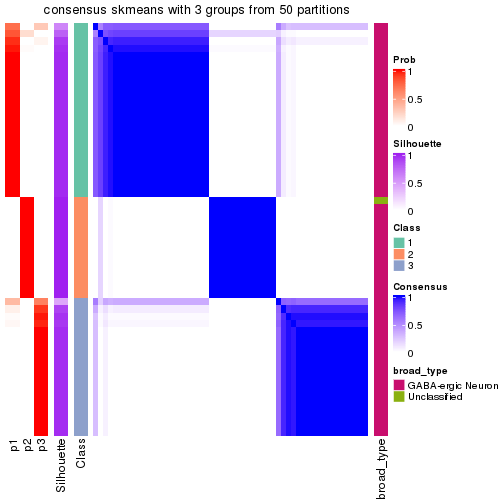 consensus skmeans with 3 groups from 50 partitions
Prob
1
0.5
0
Silhouette
1
0.5
0
Class
1
2
3
Consensus
1
0.5
0
broad_type
GABA-ergic Neuron
Unclassified
p1
p2
p3
Silhouette
Class
broad_type